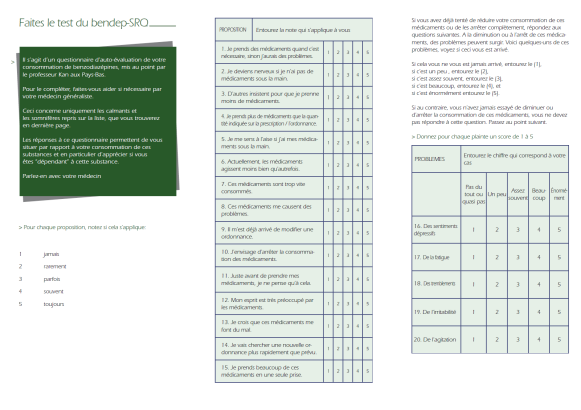 Faites le test du bendep-SRQ
>
Il s'agit d'un questionnaire d'auto-évaluation de votre
consommation de benzodiazépines, mis au point par
le professeur Kan aux Pays-Bas.
Pour le compléter, faites-vous aider si nécessaire par
votre médecin généraliste.
Ceci concerne uniquement les calmants et
les somnifères repris sur la liste, que vous trouverez
en dernière page.
Les réponses à ce questionnaire permettent de vous
situer par rapport à votre consommation de ces
substances et en particulier d'apprécier si vous
êtes "dépendant" à cette substance.
Parlez-en avec votre médecin
> Pour chaque proposition, notez si cela s'applique:
1 jamais
2 rarement
3 parfois
4 souvent
5 toujours
PROPOSITION Entourez la note qui s'applique à vous
1. Je prends des médicaments quand c'est 1 2 3 4 5
nécessaire, sinon j'aurais des problèmes.
2. Je deviens nerveux si je n'ai pas de 1 2 3 4 5
médicaments sous la main.
3. D'autres insistent pour que je prenne 1 2 3 4 5
moins de médicaments.
4. Je prends plus de médicaments que la quan- 1 2 3 4 5
tité indiquée sur la prescription / l'ordonnance.
5. Je me sens à l'aise si j'ai mes médica- 1 2 3 4 5
ments sous la main.
6. Actuellement, les médicaments 1 2 3 4 5
agissent moins bien qu'autrefois.
7. Ces médicaments sont trop vite 1 2 3 4 5
consommés.
8. Ces médicaments me causent des 1 2 3 4 5
problèmes.
9. Il m'est déjà arrivé de modifier une 1 2 3 4 5
ordonnance.
10. J'envisage d'arrêter la consomma- 1 2 3 4 5
tion des médicaments.
11. Juste avant de prendre mes 1 2 3 4 5
médicaments, je ne pense qu'à cela.
12. Mon esprit est très préoccupé par 1 2 3 4 5
les médicaments.
13. Je crois que ces médicaments me 1 2 3 4 5
font du mal.
14. Je vais chercher une nouvelle or- 1 2 3 4 5
donnance plus rapidement que prévu.
15. Je prends beaucoup de ces 1 2 3 4 5
médicaments en une seule prise.
Si vous avez déjà tenté de réduire votre consommation de ces
médicaments ou de les arrêter complètement, répondez aux
questions suivantes. A la diminution ou à l'arrêt de ces médica-
ments, des problèmes peuvent surgir. Voici quelques-uns de ces
problèmes, voyez si ceci vous est arrivé.
Si cela vous ne vous est jamais arrivé, entourez le (1),
si c'est un peu , entourez le (2),
si c'est assez souvent, entourez le (3),
si c'est beaucoup, entourez le (4), et
si c'est énormément entourez le (5).
Si au contraire, vous n'avez jamais essayé de diminuer ou
d'arrêter la consommation de ces médicaments, vous ne devez
pas répondre à cette question. Passez au point suivant.
> Donnez pour chaque plainte un score de 1 à 5
PROBLEMES Entourez le chiffre qui correspond à votre
cas
Pas du tout ou quasi pas Un peu Assez souvent Beau-coup Enormé ment
16. Des sentiments 1 2 3 4 5
dépressifs
17. De la fatigue 1 2 3 4 5
18. Des tremblements 1 2 3 4 5
19. De l'irritabilité 1 2 3 4 5
20. De l'agitation 1 2 3 4 5